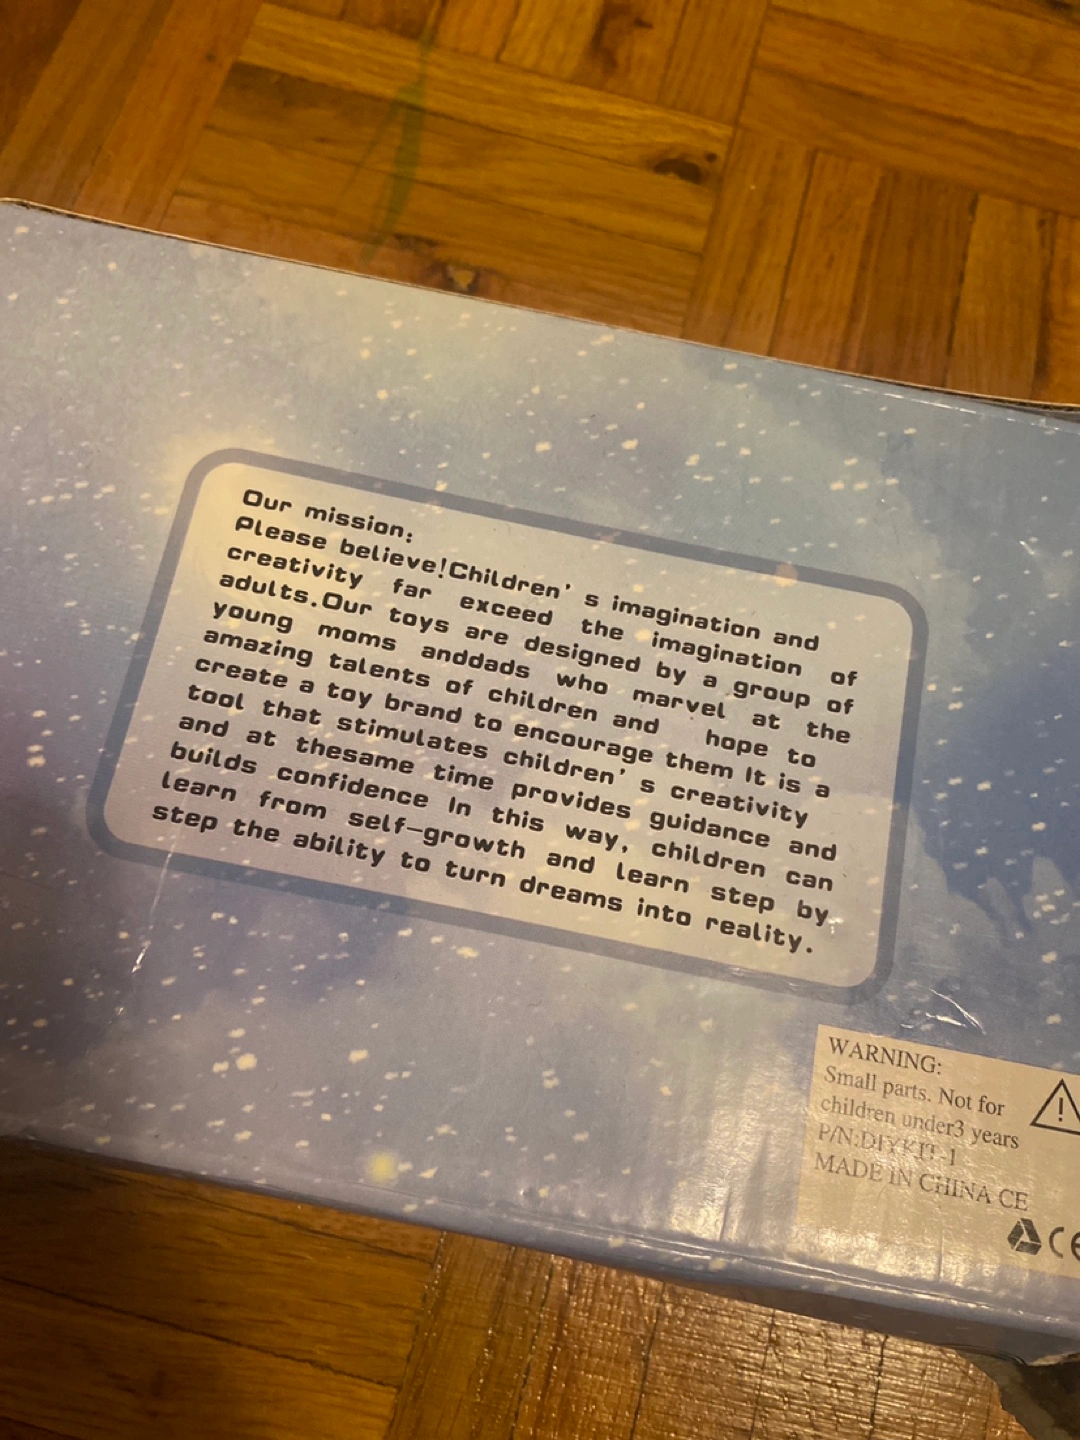 Our mission:
Please believe!Children's imagination and
creativity far exceed the imagination of
adults.Our toys are designed by a group of
young moms anddads who marvel at the
amazing talents of children and hope to
create a toy brand to encourage them It is a
tool that stimulates children's creativity
and at thesame time provides guidance and
builds confidence In this way, children can
learn from self-growth and learn step by
step the ability to turn dreams into reality.
WARNING:
Small parts. Not for
children under3 years
P/N:DIYKIT-1
MADE IN CHINA CE
CE